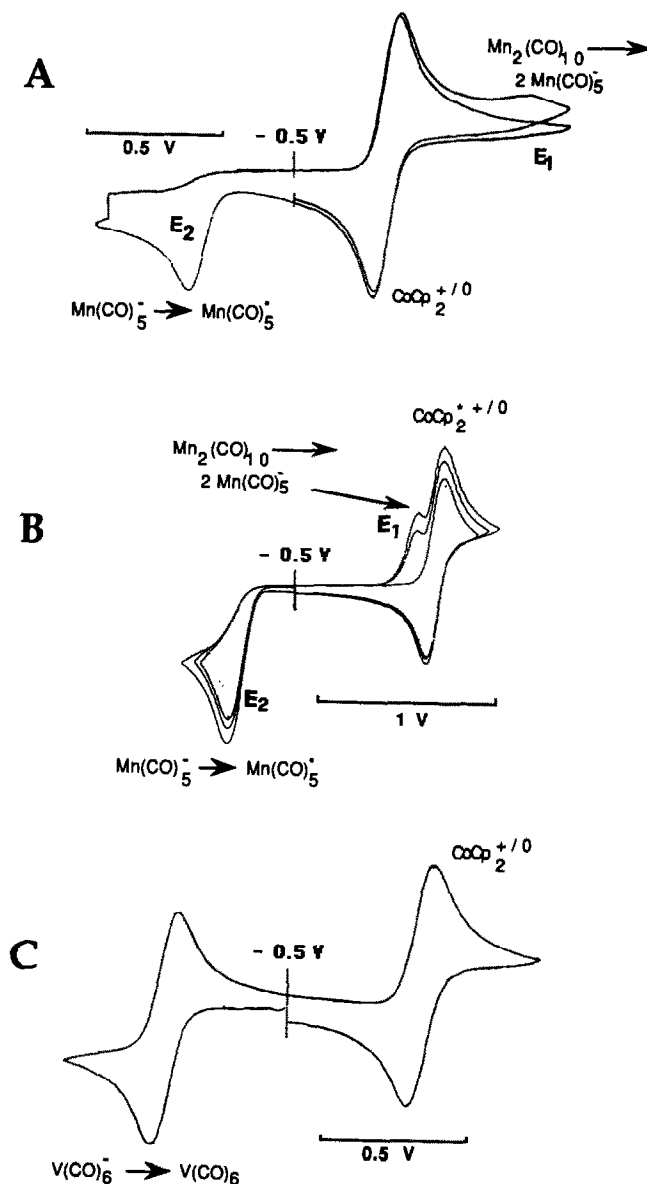 A
Mn₂(CO)₁₀ →
2 Mn(CO)₅⁻
0.5 V
- 0.5 V
E₁
E₂
CoCp₂⁺/⁰
Mn(CO)₅⁻ → Mn(CO)₅•
CoCp₂* ⁺/⁰
Mn₂(CO)₁₀ →
2 Mn(CO)₅⁻
B
E₁
- 0.5 V
E₂
1 V
Mn(CO)₅⁻ → Mn(CO)₅•
CoCp₂⁺/⁰
C
- 0.5 V
0.5 V
V(CO)₆⁻ → V(CO)₆